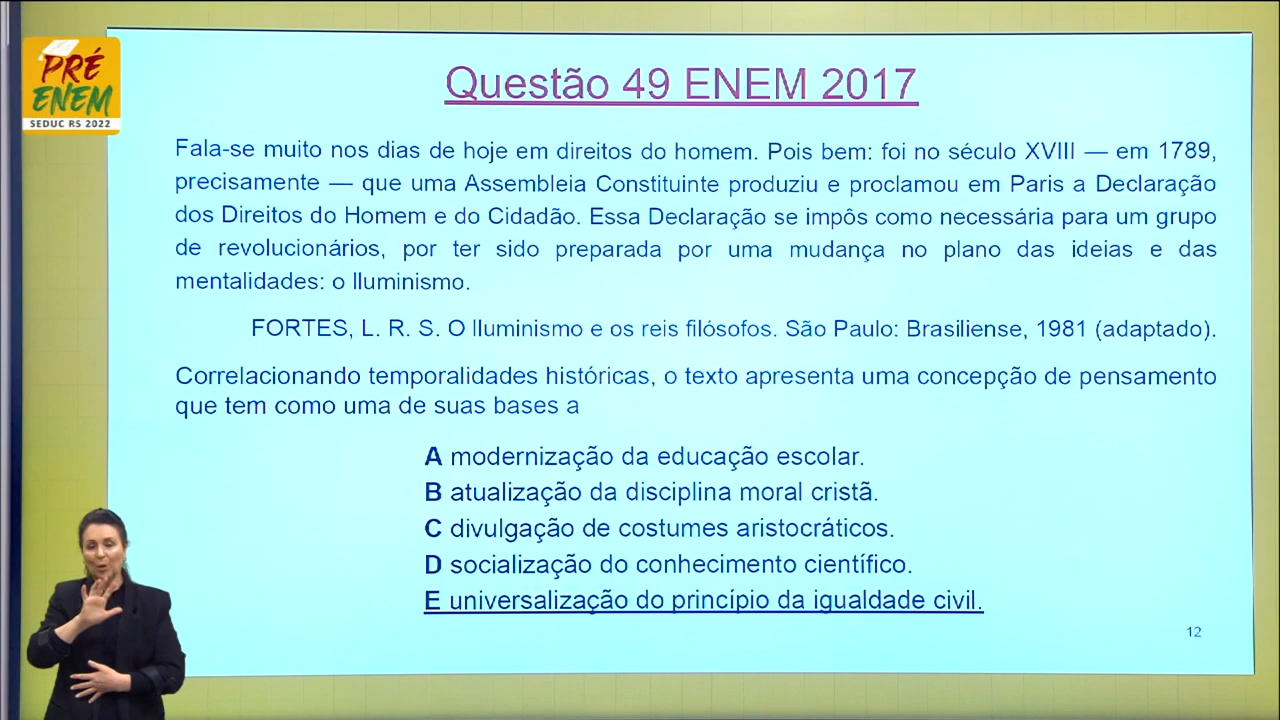 PRÉ
ENEM
SEDUC RS 2022
Questão 49 ENEM 2017
Fala-se muito nos dias de hoje em direitos do homem. Pois bem: foi no século XVIII — em 1789,
precisamente — que uma Assembleia Constituinte produziu e proclamou em Paris a Declaração
dos Direitos do Homem e do Cidadão. Essa Declaração se impôs como necessária para um grupo
de revolucionários, por ter sido preparada por uma mudança no plano das ideias e das
mentalidades: o Iluminismo.
FORTES, L. R. S. O Iluminismo e os reis filósofos. São Paulo: Brasiliense, 1981 (adaptado).
Correlacionando temporalidades históricas, o texto apresenta uma concepção de pensamento
que tem como uma de suas bases a
A modernização da educação escolar.
B atualização da disciplina moral cristã.
C divulgação de costumes aristocráticos.
D socialização do conhecimento científico.
E universalização do princípio da igualdade civil.
12